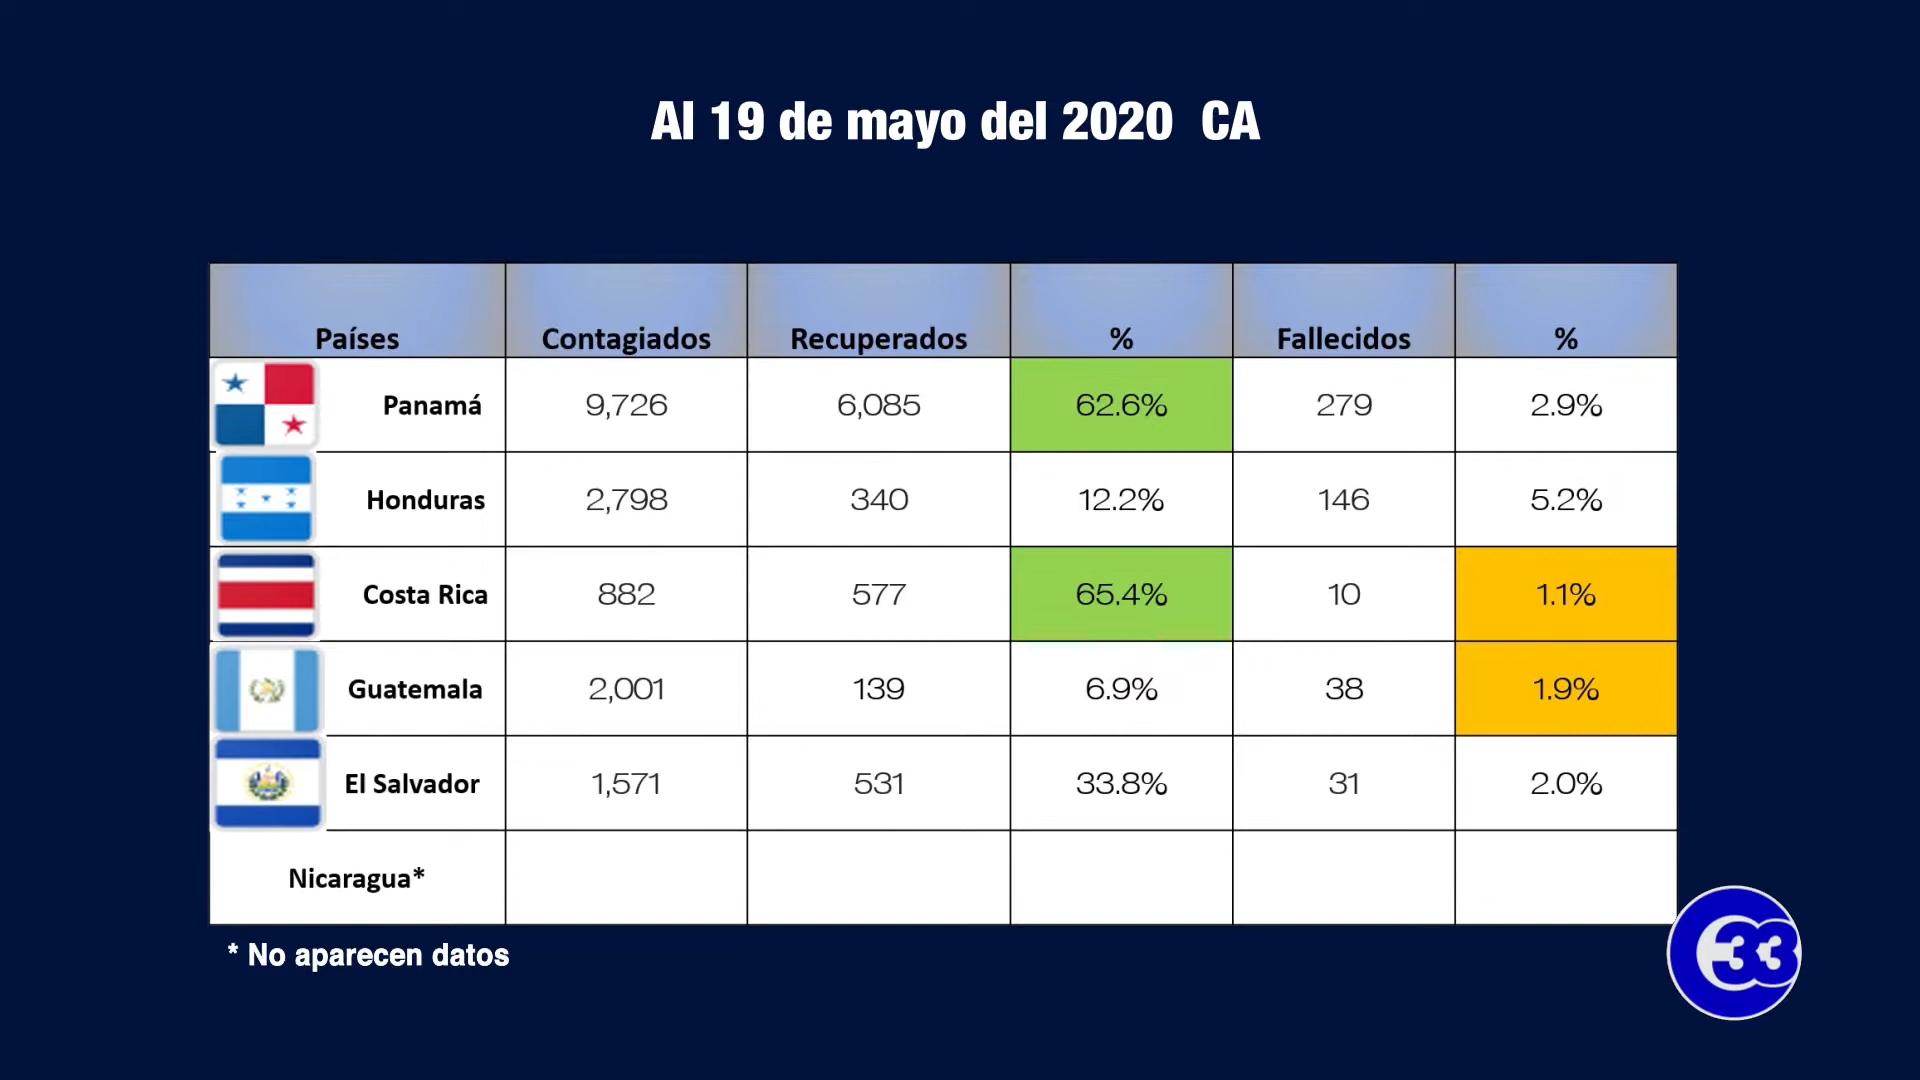 Al 19 de mayo del 2020 CA
Países Contagiados Recuperados % Fallecidos %
Panamá 9,726 6,085 62.6% 279 2.9%
Honduras 2,798 340 12.2% 146 5.2%
Costa Rica 882 577 65.4% 10 1.1%
Guatemala 2,001 139 6.9% 38 1.9%
El Salvador 1,571 531 33.8% 31 2.0%
Nicaragua*
* No aparecen datos
33